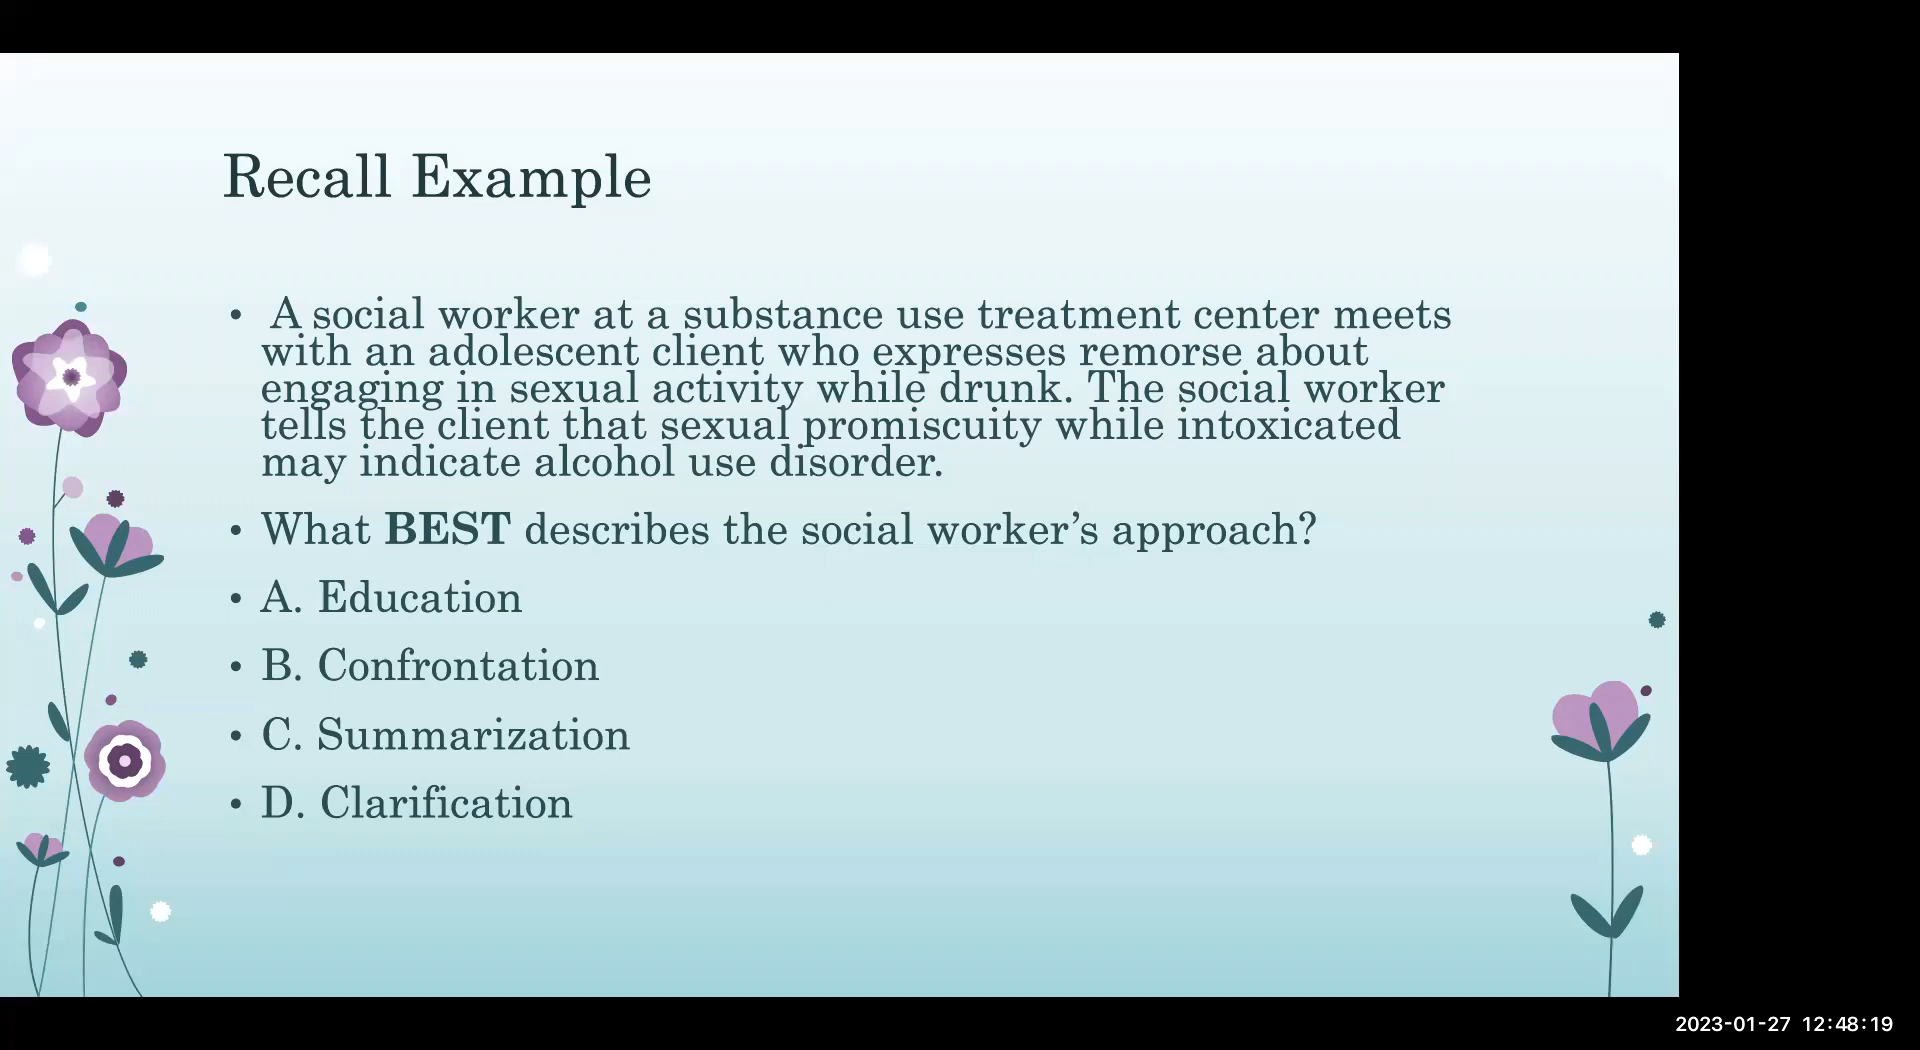 Recall Example
• A social worker at a substance use treatment center meets
with an adolescent client who expresses remorse about
engaging in sexual activity while drunk. The social worker
tells the client that sexual promiscuity while intoxicated
may indicate alcohol use disorder.
• What BEST describes the social worker’s approach?
• A. Education
• B. Confrontation
• C. Summarization
• D. Clarification
2023-01-27 12:48:19